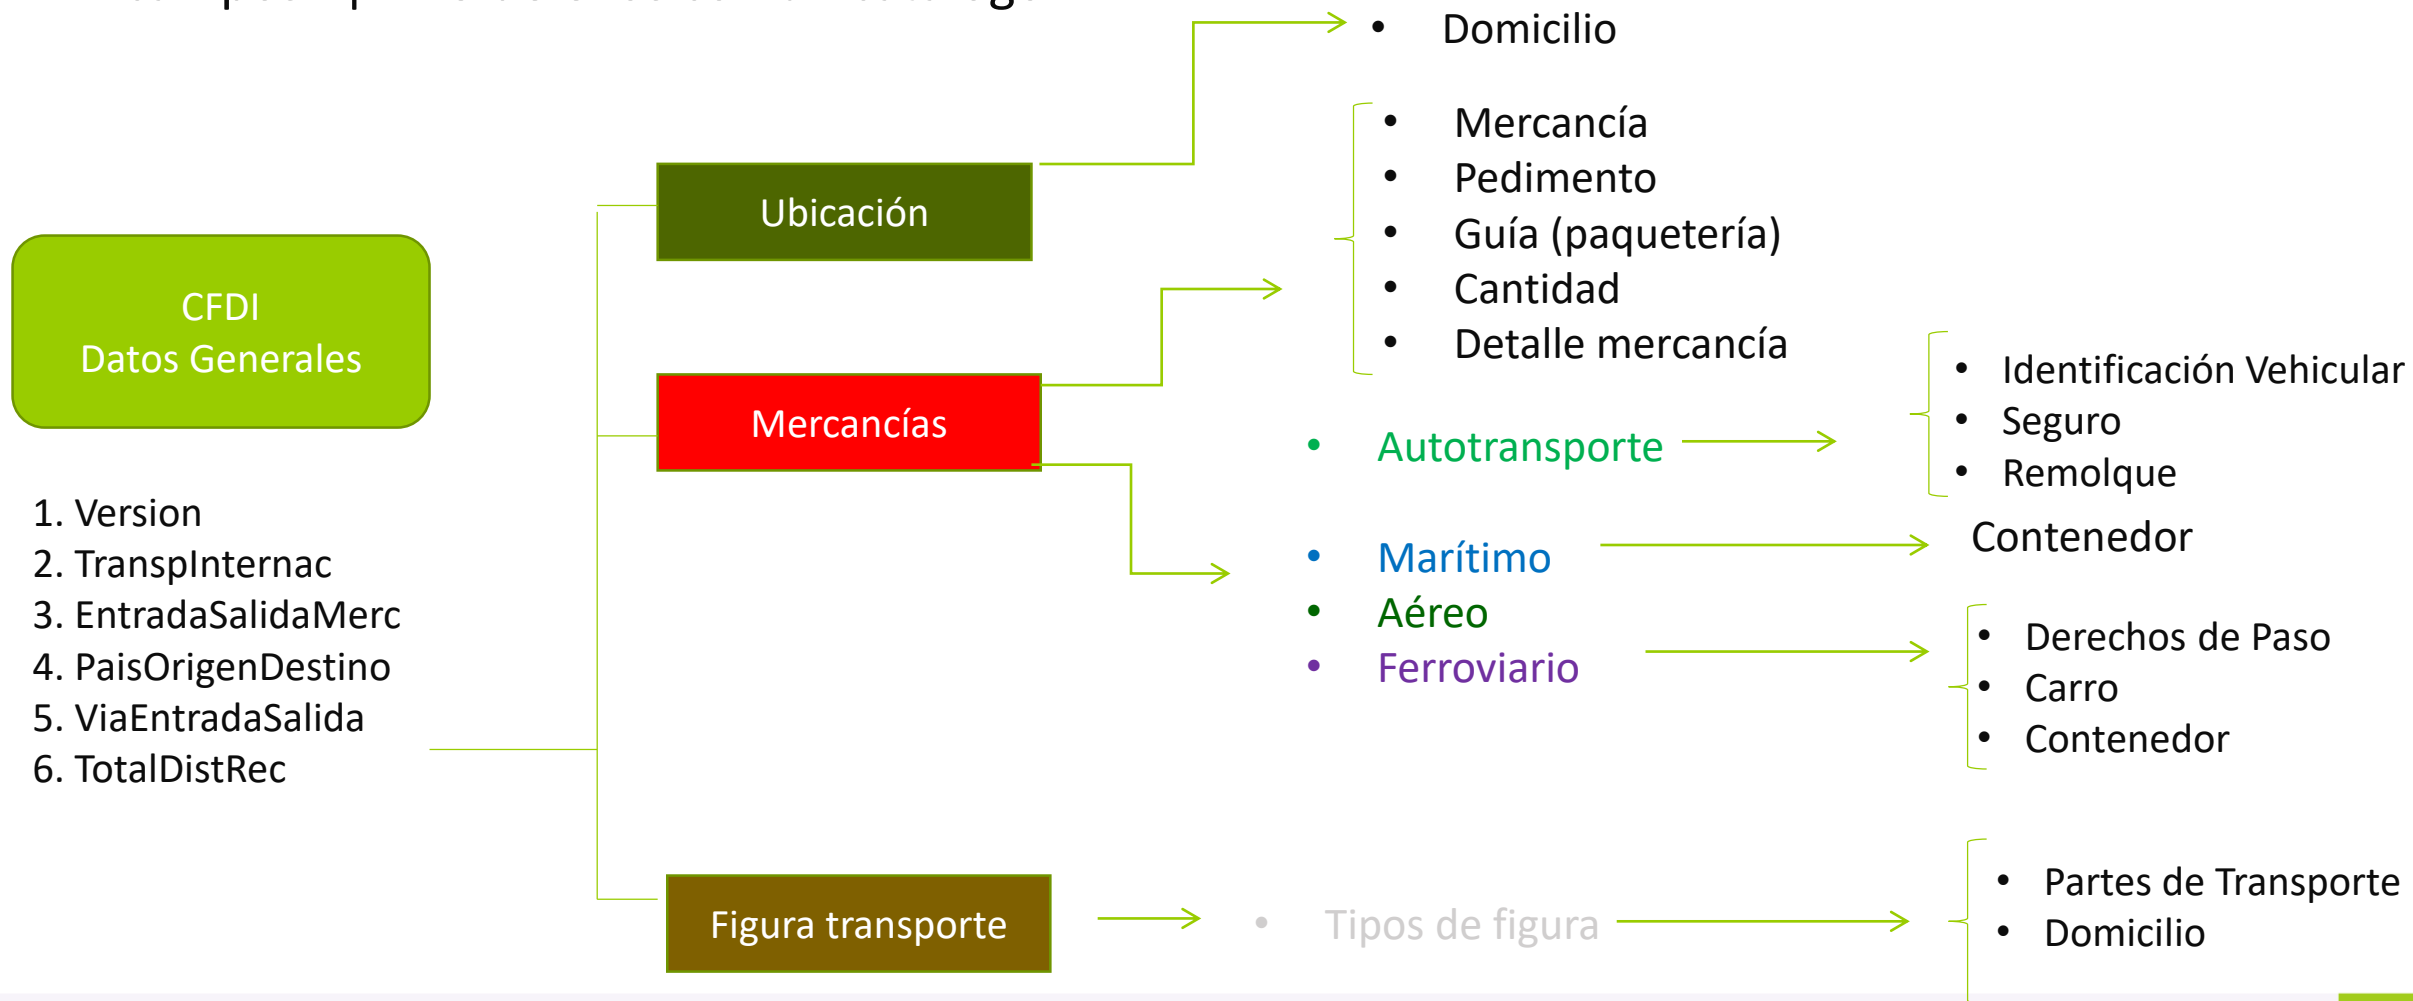 • Domicilio
• Mercancía
• Pedimento
• Guía (paquetería)
• Cantidad
• Detalle mercancía
Ubicación
CFDI
Datos Generales
Mercancías
• Identificación Vehicular
• Seguro
• Remolque
• Autotransporte
• Marítimo
• Aéreo
• Ferroviario
Contenedor
• Derechos de Paso
• Carro
• Contenedor
1. Version
2. TranspInternac
3. EntradaSalidaMerc
4. PaisOrigenDestino
5. ViaEntradaSalida
6. TotalDistRec
Figura transporte
• Tipos de figura
• Partes de Transporte
• Domicilio